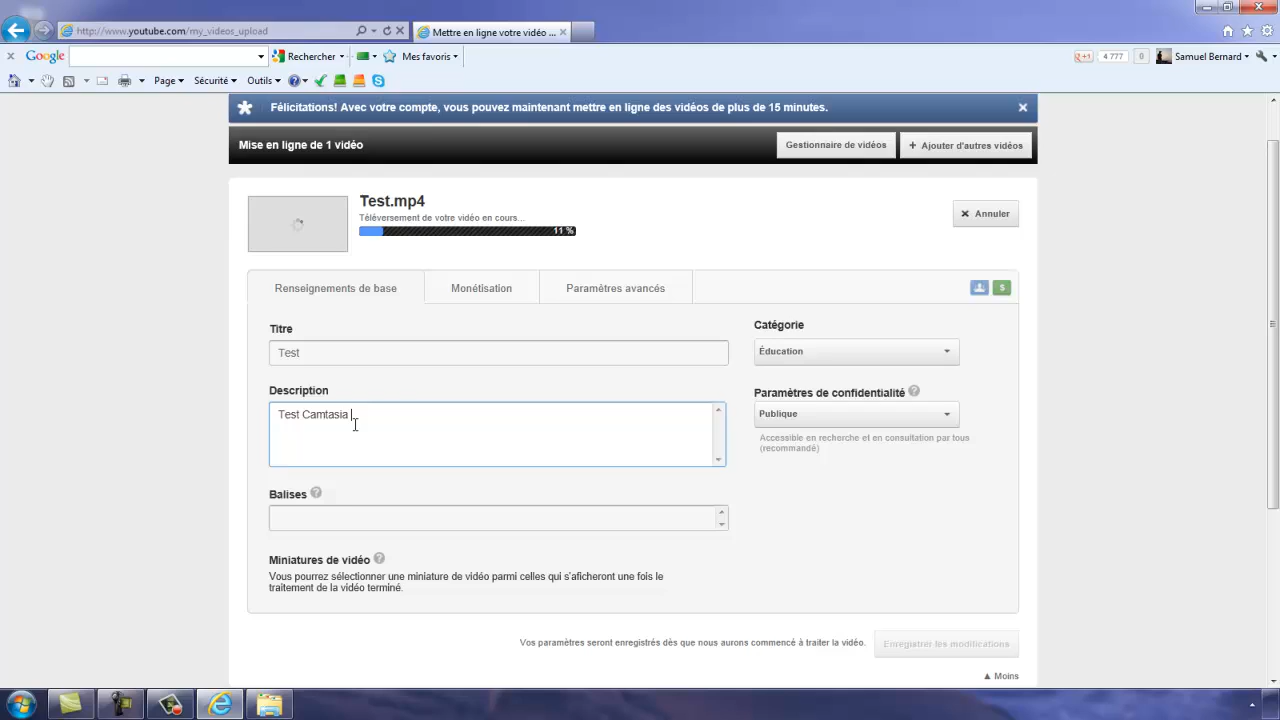 http://www.youtube.com/my_videos_upload
Mettre en ligne votre vidéo ...
Google
Rechercher
Mes favoris
+1
4 777
0
Samuel Bernard
Page
Sécurité
Outils
Félicitations! Avec votre compte, vous pouvez maintenant mettre en ligne des vidéos de plus de 15 minutes.
Mise en ligne de 1 vidéo
Gestionnaire de vidéos
+ Ajouter d'autres vidéos
Test.mp4
Téléversement de votre vidéo en cours...
11 %
Annuler
Renseignements de base
Monétisation
Paramètres avancés
$
Titre
Test
Catégorie
Éducation
Description
Test Camtasia
Paramètres de confidentialité ?
Publique
Accessible en recherche et en consultation par tous
(recommandé)
Balises ?
Miniatures de vidéo ?
Vous pourrez sélectionner une miniature de vidéo parmi celles qui s'aficheront une fois le
traitement de la vidéo terminé.
Vos paramètres seront enregistrés dès que nous aurons commencé à traiter la vidéo.
Enregistrer les modifications
Moins